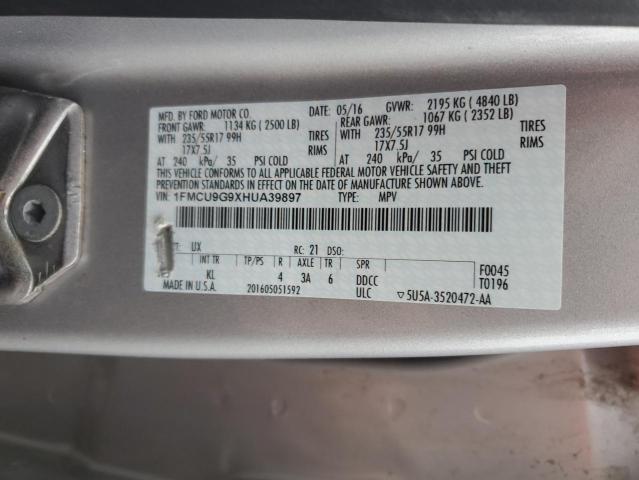 MFD. BY FORD MOTOR CO. 05/16 GVWR: 2195 KG ( 4840 LB)
FRONT GAWR: 1134 KG ( 2500 LB) REAR GAWR: 1067 KG ( 2352 LB)
WITH 235/55R17 99H TIRES WITH 235/55R17 99H TIRES
17X7.5J RIMS 17X7.5J RIMS
AT 240 kPa/ 35 PSI COLD AT 240 kPa/ 35 PSI COLD
THIS VEHICLE CONFORMS TO ALL APPLICABLE FEDERAL MOTOR VEHICLE SAFETY AND THEFT
PREVENTION STANDARDS IN EFFECT ON THE DATE OF MANUFACTURE SHOWN ABOVE.
VIN: 1FMCU9G9XHUA39897 TYPE: MPV
UX RC: 21 DSO:
INT TR TP/PS R AXLE TR SPR F0045
KL 4 3A 6 DDCC T0196
MADE IN U.S.A. 201605051592 ULC ▽5U5A-3520472-AA